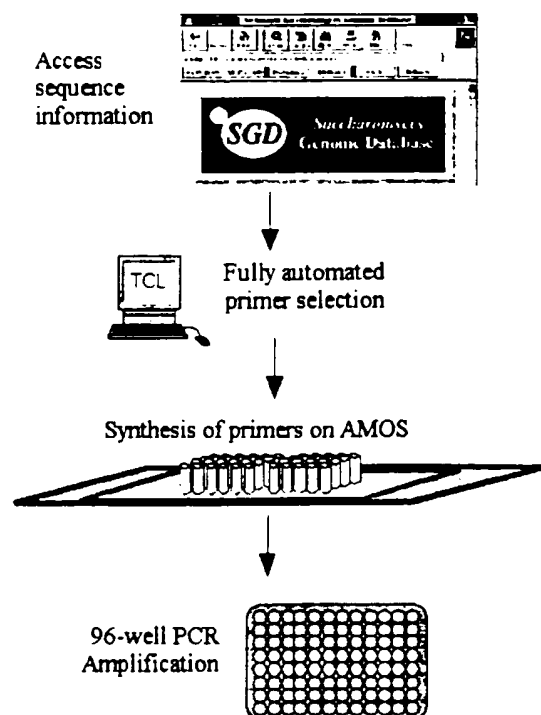 Access
sequence
information
SGD
Saccharomyces
Genome Database
TCL
Fully automated
primer selection
Synthesis of primers on AMOS
96-well PCR
Amplification